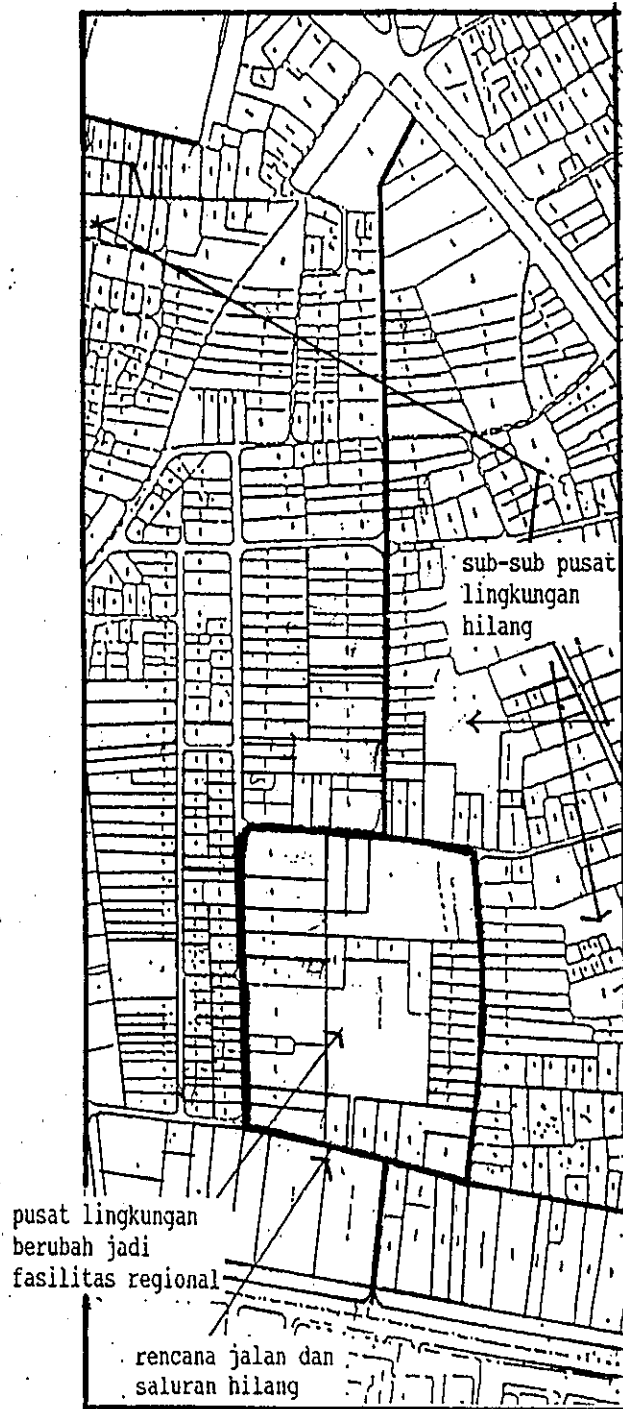 sub-sub pusat
lingkungan
hilang
pusat lingkungan
berubah jadi
fasilitas regional
rencana jalan dan
saluran hilang